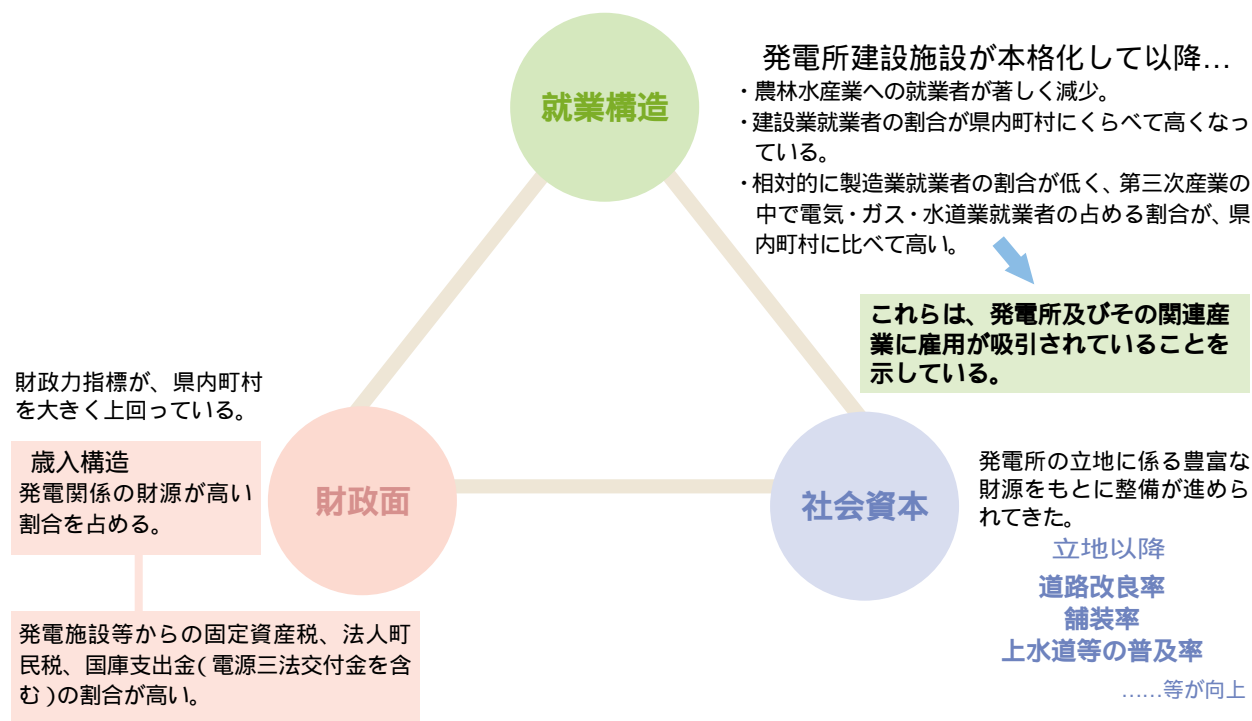 就業構造
発電所建設施設が本格化して以降…
・農林水産業への就業者が著しく減少。
・建設業就業者の割合が県内町村にくらべて高くなっ
ている。
・相対的に製造業就業者の割合が低く、第三次産業の
中で電気・ガス・水道業就業者の占める割合が、県
内町村に比べて高い。
これらは、発電所及びその関連産
業に雇用が吸引されていることを
示している。
財政力指標が、県内町村
を大きく上回っている。
歳入構造
発電関係の財源が高い
割合を占める。
財政面
発電施設等からの固定資産税、法人町
民税、国庫支出金(電源三法交付金を含
む)の割合が高い。
社会資本
発電所の立地に係る豊富な
財源をもとに整備が進めら
れてきた。
立地以降
道路改良率
舗装率
上水道等の普及率
……等が向上